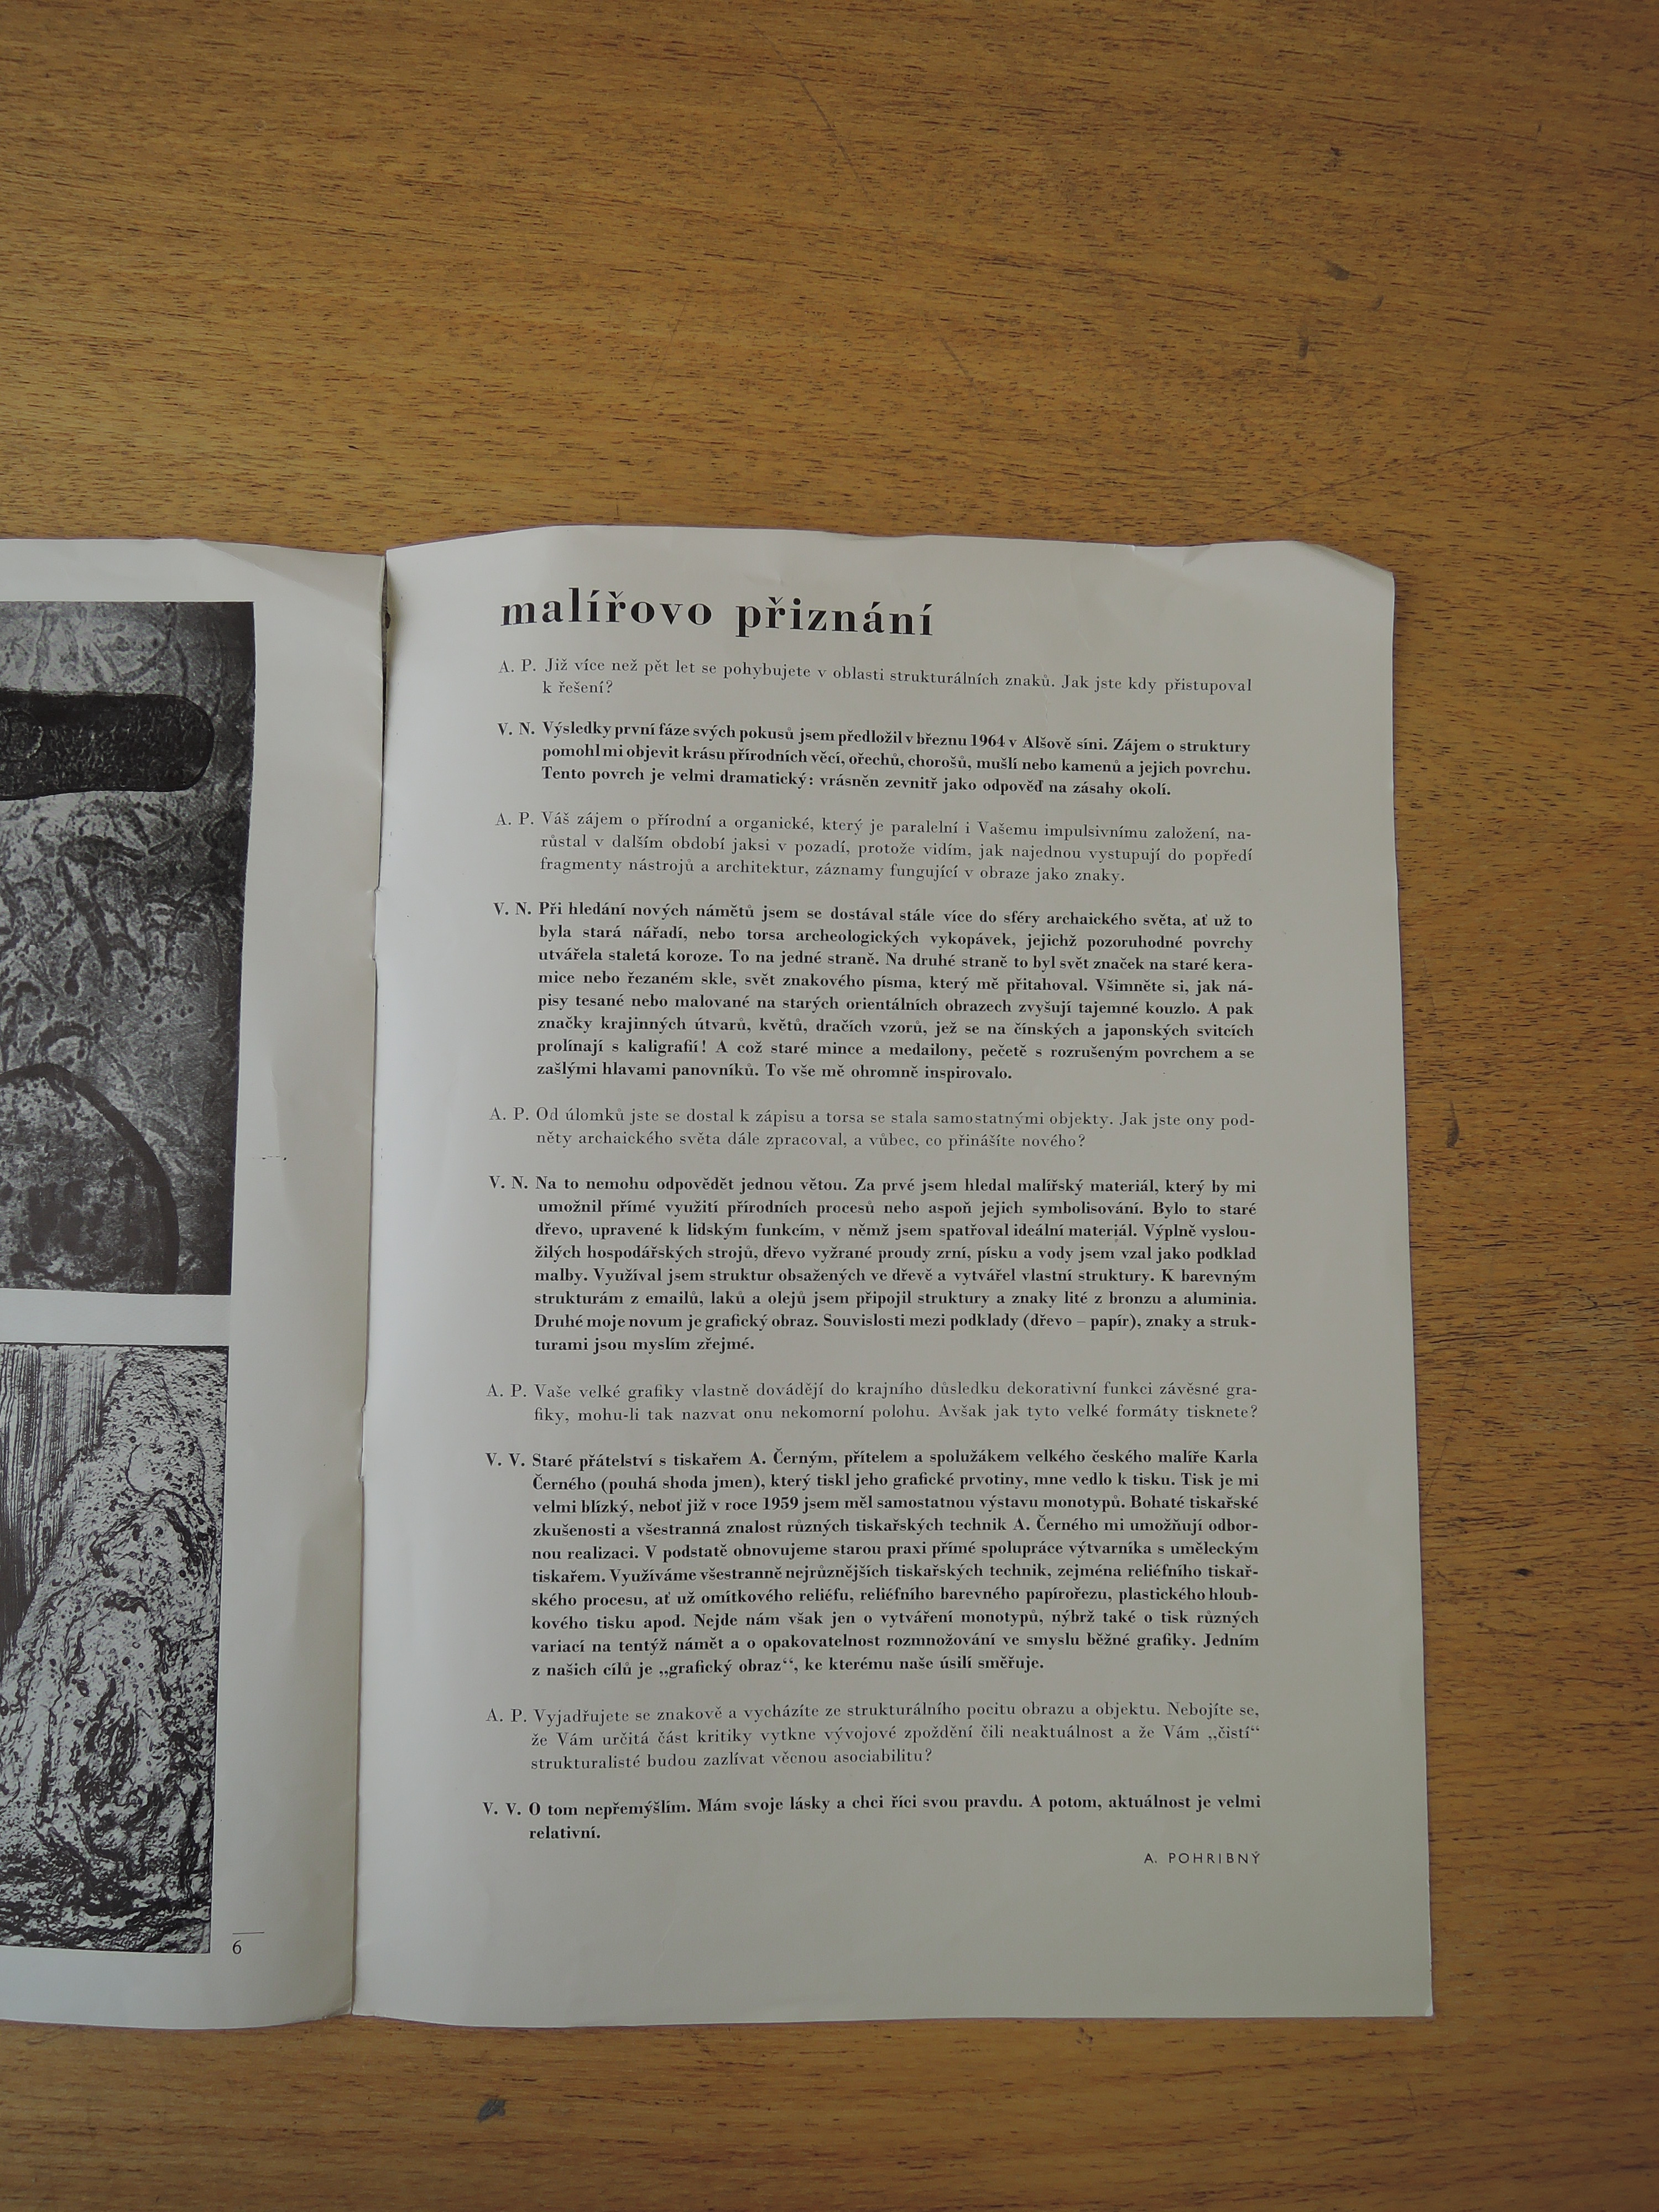 malířovo přiznání
A. P. Již více než pět let se pohybujete v oblasti strukturálních znaků. Jak jste kdy přistupoval
k řešení?
V. N. Výsledky první fáze svých pokusů jsem předložil v březnu 1964 v Alšově síni. Zájem o struktury
pomohl mi objevit krásu přírodních věcí, ořechů, chorošů, mušlí nebo kamenů a jejich povrchu.
Tento povrch je velmi dramatický: vrásněn zevnitř jako odpověď na zásahy okolí.
A. P. Váš zájem o přírodní a organické, který je paralelní i Vašemu impulsivnímu založení, na-
růstal v dalším období jaksi v pozadí, protože vidím, jak najednou vystupují do popředí
fragmenty nástrojů a architektur, záznamy fungující v obraze jako znaky.
V. N. Při hledání nových námětů jsem se dostával stále více do sféry archaického světa, ať už to
byla stará nářadí, nebo torsa archeologických vykopávek, jejichž pozoruhodné povrchy
utvářela staletá koroze. To na jedné straně. Na druhé straně to byl svět značek na staré kera-
mice nebo řezaném skle, svět znakového písma, který mě přitahoval. Všimněte si, jak ná-
pisy tesané nebo malované na starých orientálních obrazech zvyšují tajemné kouzlo. A pak
značky krajinných útvarů, květů, dračích vzorů, jež se na čínských a japonských svitcích
prolínají s kaligrafií! A což staré mince a medailony, pečetě s rozrušeným povrchem a se
zašlými hlavami panovníků. To vše mě ohromně inspirovalo.
A. P. Od úlomků jste se dostal k zápisu a torsa se stala samostatnými objekty. Jak jste ony pod-
něty archaického světa dále zpracoval, a vůbec, co přinášíte nového?
V. N. Na to nemohu odpovědět jednou větou. Za prvé jsem hledal malířský materiál, který by mi
umožnil přímé využití přírodních procesů nebo aspoň jejich symbolisování. Bylo to staré
dřevo, upravené k lidským funkcím, v němž jsem spatřoval ideální materiál. Výplně vyslou-
žilých hospodářských strojů, dřevo vyžrané proudy zrní, písku a vody jsem vzal jako podklad
malby. Využíval jsem struktur obsažených ve dřevě a vytvářel vlastní struktury. K barevným
strukturám z emailů, laků a olejů jsem připojil struktury a znaky lité z bronzu a aluminia.
Druhé moje novum je grafický obraz. Souvislosti mezi podklady (dřevo – papír), znaky a struk-
turami jsou myslím zřejmé.
A. P. Vaše velké grafiky vlastně dovádějí do krajního důsledku dekorativní funkci závěsné gra-
fiky, mohu-li tak nazvat onu nekomorní polohu. Avšak jak tyto velké formáty tisknete?
V. V. Staré přátelství s tiskařem A. Černým, přítelem a spolužákem velkého českého malíře Karla
Černého (pouhá shoda jmen), který tiskl jeho grafické prvotiny, mne vedlo k tisku. Tisk je mi
velmi blízký, neboť již v roce 1959 jsem měl samostatnou výstavu monotypů. Bohaté tiskařské
zkušenosti a všestranná znalost různých tiskařských technik A. Černého mi umožňují odbor-
nou realizaci. V podstatě obnovujeme starou praxi přímé spolupráce výtvarníka s uměleckým
tiskařem. Využíváme všestranně nejrůznějších tiskařských technik, zejména reliéfního tiskař-
ského procesu, ať už omítkového reliéfu, reliéfního barevného papírořezu, plastického hloub-
kového tisku apod. Nejde nám však jen o vytváření monotypů, nýbrž také o tisk různých
variací na tentýž námět a o opakovatelnost rozmnožování ve smyslu běžné grafiky. Jedním
z našich cílů je „grafický obraz“, ke kterému naše úsilí směřuje.
A. P. Vyjadřujete se znakově a vycházíte ze strukturálního pocitu obrazu a objektu. Nebojíte se,
že Vám určitá část kritiky vytkne vývojové zpoždění čili neaktuálnost a že Vám „čistí“
strukturalisté budou zazlívat věcnou asociabilitu?
V. V. O tom nepřemýšlím. Mám svoje lásky a chci říci svou pravdu. A potom, aktuálnost je velmi
relativní.
A. POHRIBNÝ
6